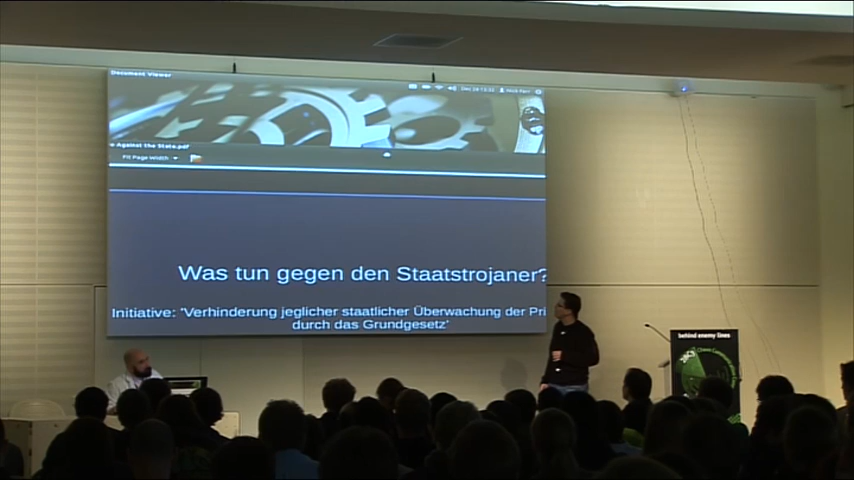 Document Viewer
Against the State.pdf
Fit Page Width
Was tun gegen den Staatstrojaner?
Initiative: 'Verhinderung jeglicher staatlicher Überwachung der Pri
durch das Grundgesetz'
behind enemy lines